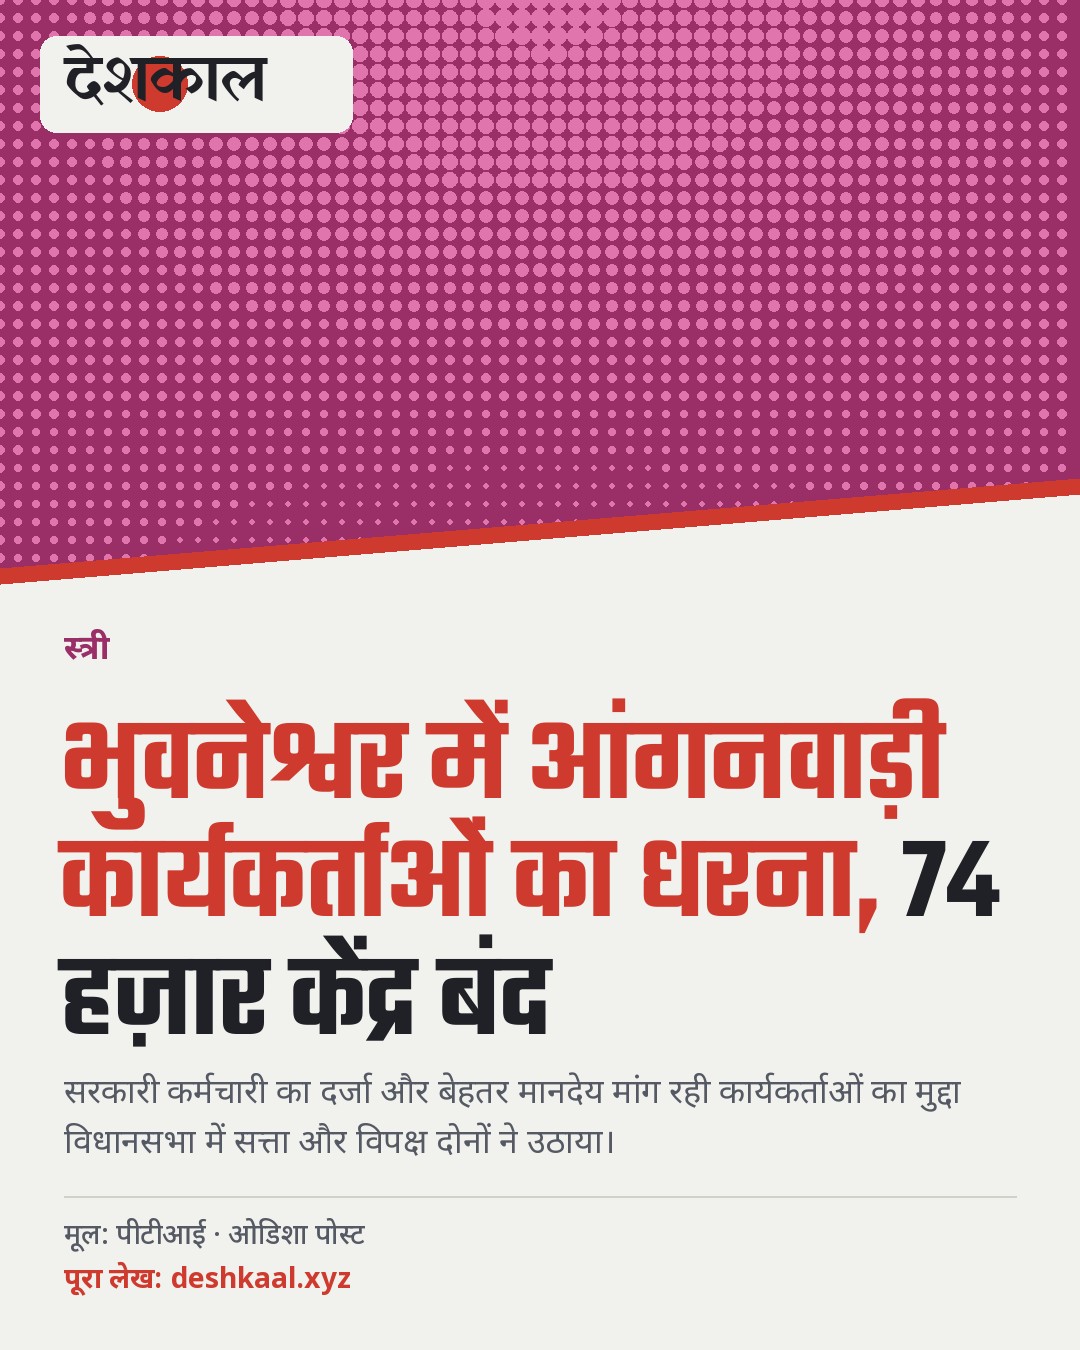 देशकाल
स्त्री
भुवनेश्वर में आंगनवाड़ी
कार्यकर्ताओं का धरना, 74
हज़ार केंद्र बंद
सरकारी कर्मचारी का दर्जा और बेहतर मानदेय मांग रही कार्यकर्ताओं का मुद्दा
विधानसभा में सत्ता और विपक्ष दोनों ने उठाया।
मूल: पीटीआई · ओडिशा पोस्ट
पूरा लेख: deshkaal.xyz